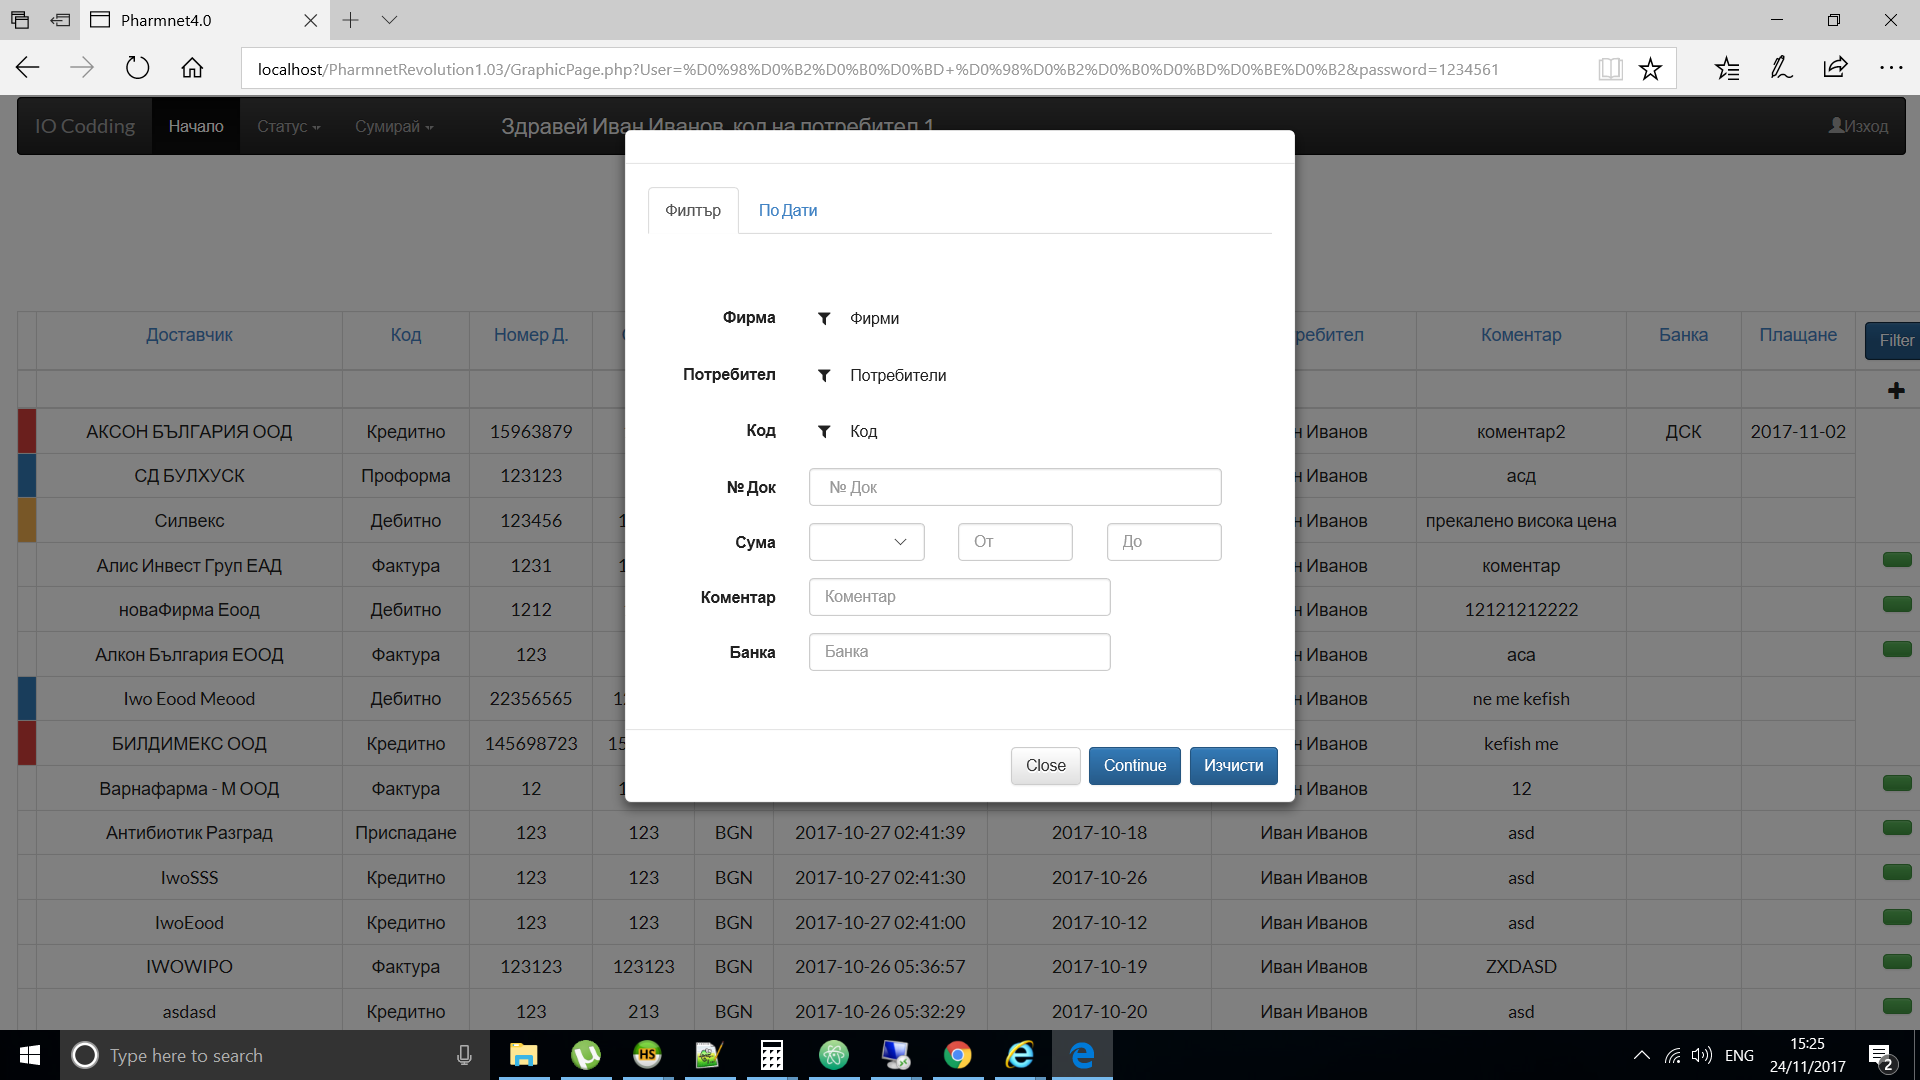 Pharmnet4.0
localhost/PharmnetRevolution1.03/GraphicPage.php?User=%D0%98%D0%B2%D0%B0%D0%BD+%D0%98%D0%B2%D0%B0%D0%BD%D0%BE%D0%B2&password=1234561
IO Codding Начало Статус Сумирай Здравей Иван Иванов, код на потребител 1 Изход
Филтър По Дати
Фирма Фирми
Потребител Потребители
Код Код
№ Док № Док
Сума От До
Коментар Коментар
Банка Банка
Close Continue Изчисти
Доставчик Код Номер Д. ребител Коментар Банка Плащане Filter
АКСОН БЪЛГАРИЯ ООД Кредитно 15963879 н Иванов коментар2 ДСК 2017-11-02
СД БУЛХУСК Проформа 123123 н Иванов асд
Силвекс Дебитно 123456 1 н Иванов прекалено висока цена
Алис Инвест Груп ЕАД Фактура 1231 1 н Иванов коментар
новаФирма Еоод Дебитно 1212 н Иванов 12121212222
Алкон България ЕООД Фактура 123 н Иванов аса
Iwo Eood Meood Дебитно 22356565 1 н Иванов ne me kefish
БИЛДИМЕКС ООД Кредитно 145698723 15 н Иванов kefish me
Варнафарма - М ООД Фактура 12 1 н Иванов 12
Антибиотик Разград Приспадане 123 123 BGN 2017-10-27 02:41:39 2017-10-18 Иван Иванов asd
IwoSSS Кредитно 123 123 BGN 2017-10-27 02:41:30 2017-10-26 Иван Иванов asd
IwoEood Кредитно 123 123 BGN 2017-10-27 02:41:00 2017-10-12 Иван Иванов asd
IWOWIPO Фактура 123123 123123 BGN 2017-10-26 05:36:57 2017-10-19 Иван Иванов ZXDASD
asdasd Кредитно 123 213 BGN 2017-10-26 05:32:29 2017-10-20 Иван Иванов asd
Type here to search HS ENG 15:25
24/11/2017 2